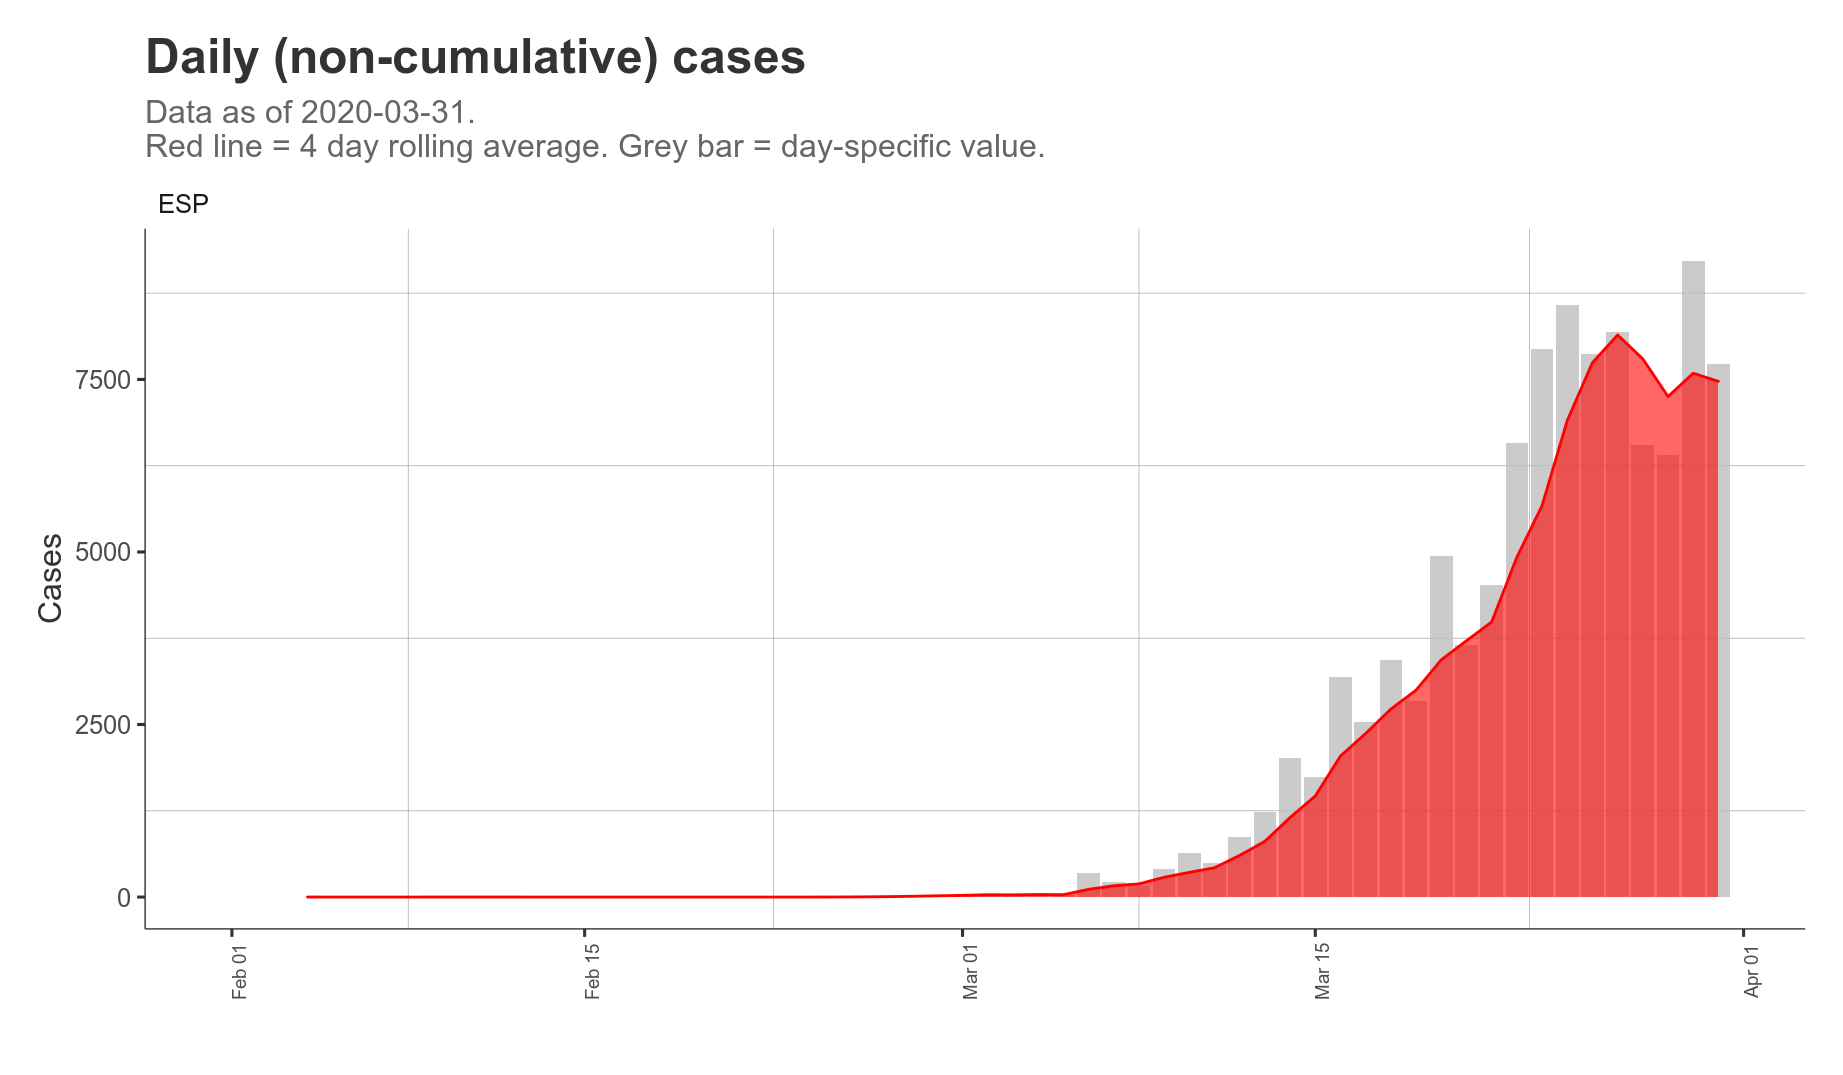 Daily (non-cumulative) cases
Data as of 2020-03-31.
Red line = 4 day rolling average. Grey bar = day-specific value.
ESP
Cases
7500
5000
2500
0
Feb 01
Feb 15
Mar 01
Mar 15
Apr 01